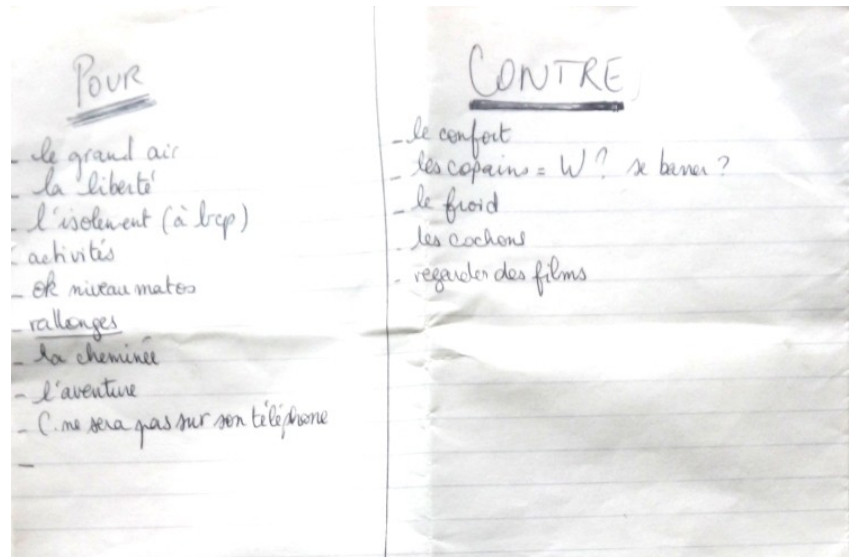 POUR
- le grand air
- la liberté
- l'isolement (à bcp)
- activités
- ok niveau matos
- rallonges
- la cheminée
- l'aventure
- C. ne sera pas sur son téléphone
-
CONTRE
- le confort
- les copains = W ? se barrer ?
- le froid
- les cochons
- regarder des films